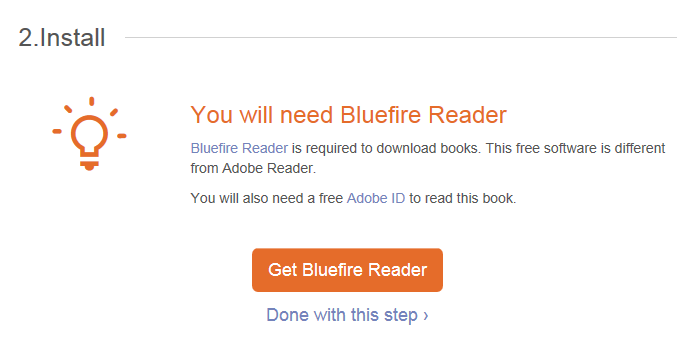 2.Install
You will need Bluefire Reader
Bluefire Reader is required to download books. This free software is different
from Adobe Reader.
You will also need a free Adobe ID to read this book.
Get Bluefire Reader
Done with this step ›